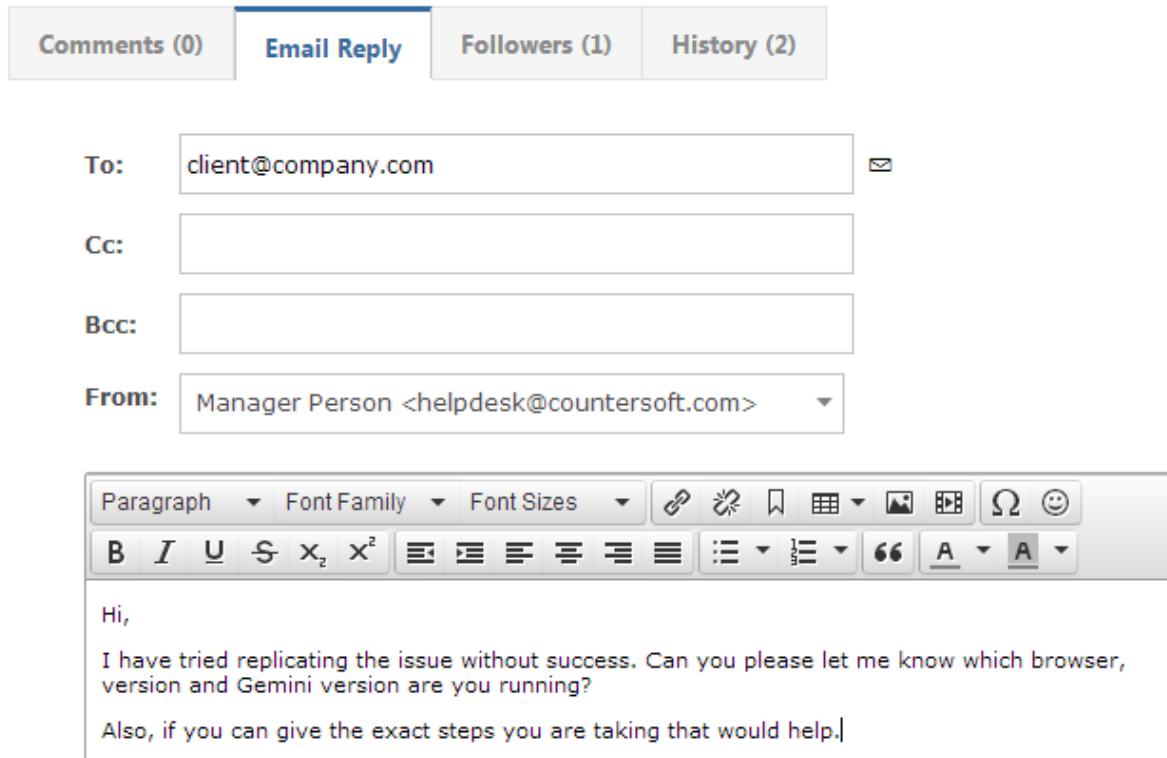 Comments (0) Email Reply Followers (1) History (2)
To: client@company.com
Cc:
Bcc:
From: Manager Person <helpdesk@countersoft.com>
Paragraph Font Family Font Sizes Ω
B I U S x₂ x² 66 A A
Hi,
I have tried replicating the issue without success. Can you please let me know which browser,
version and Gemini version are you running?
Also, if you can give the exact steps you are taking that would help.